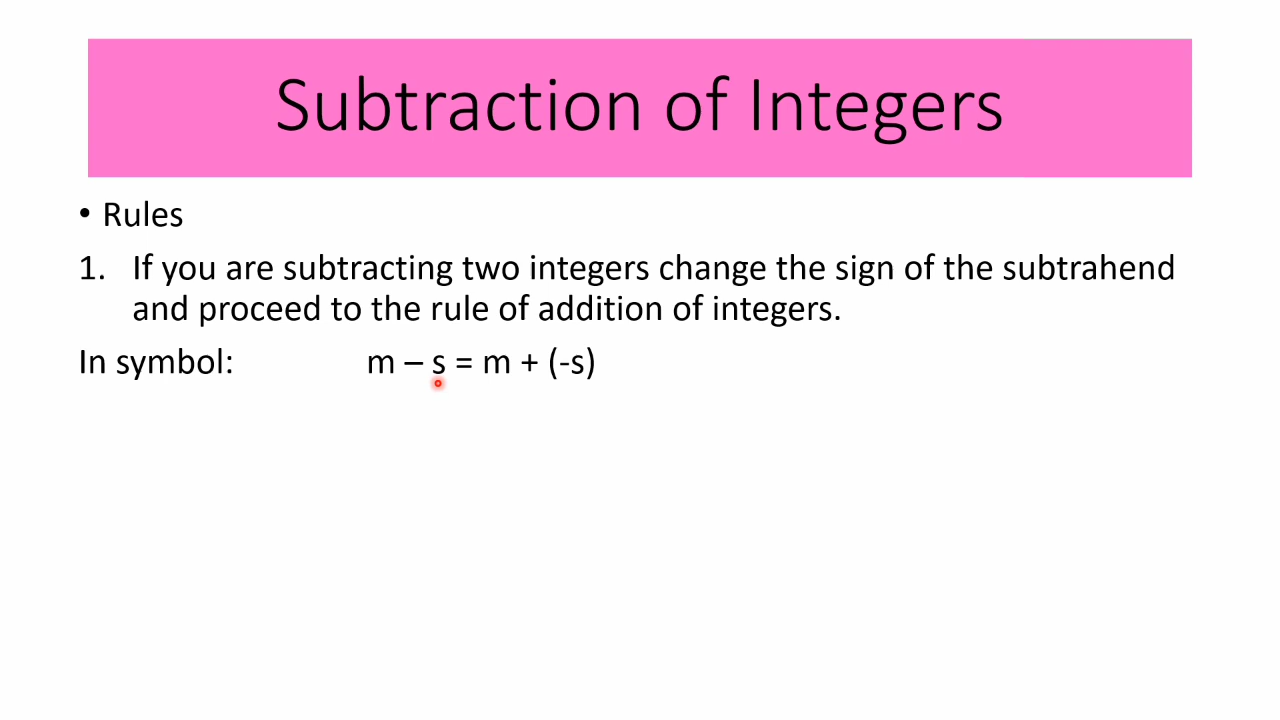 Subtraction of Integers
• Rules
1. If you are subtracting two integers change the sign of the subtrahend
and proceed to the rule of addition of integers.
In symbol: m – s = m + (-s)